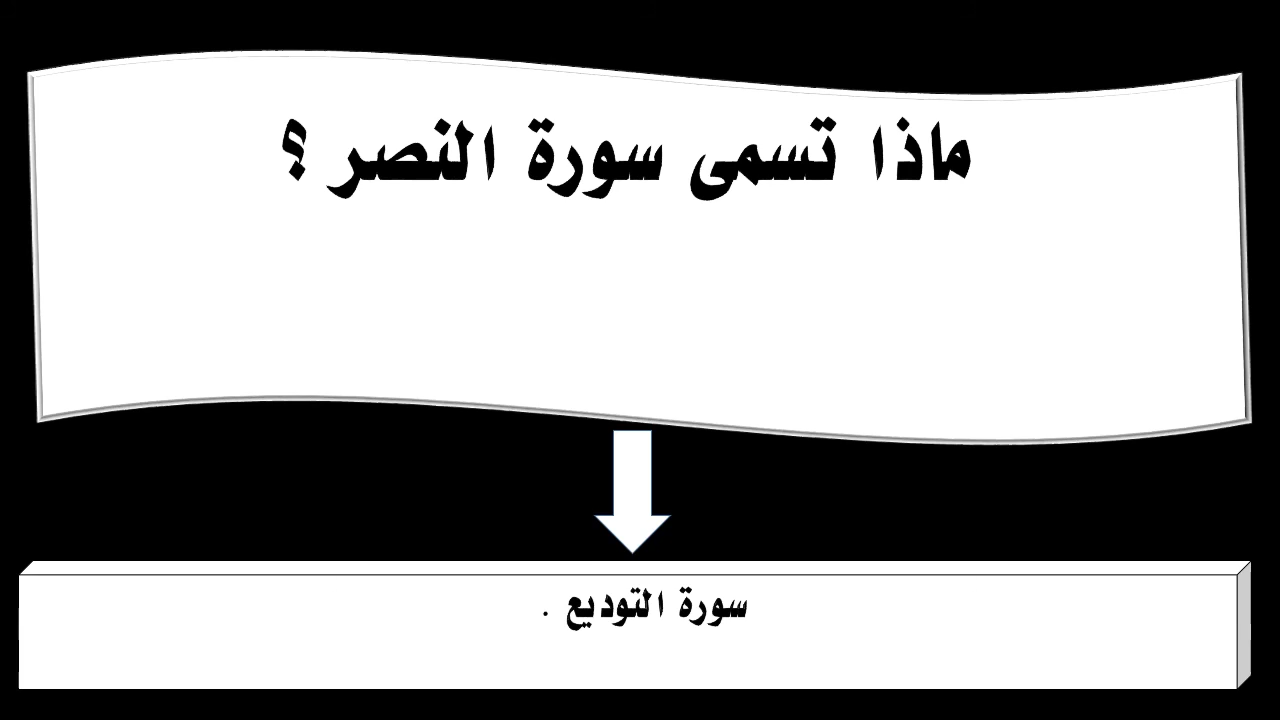 ماذا تسمى سورة النصر ؟
سورة التوديع .